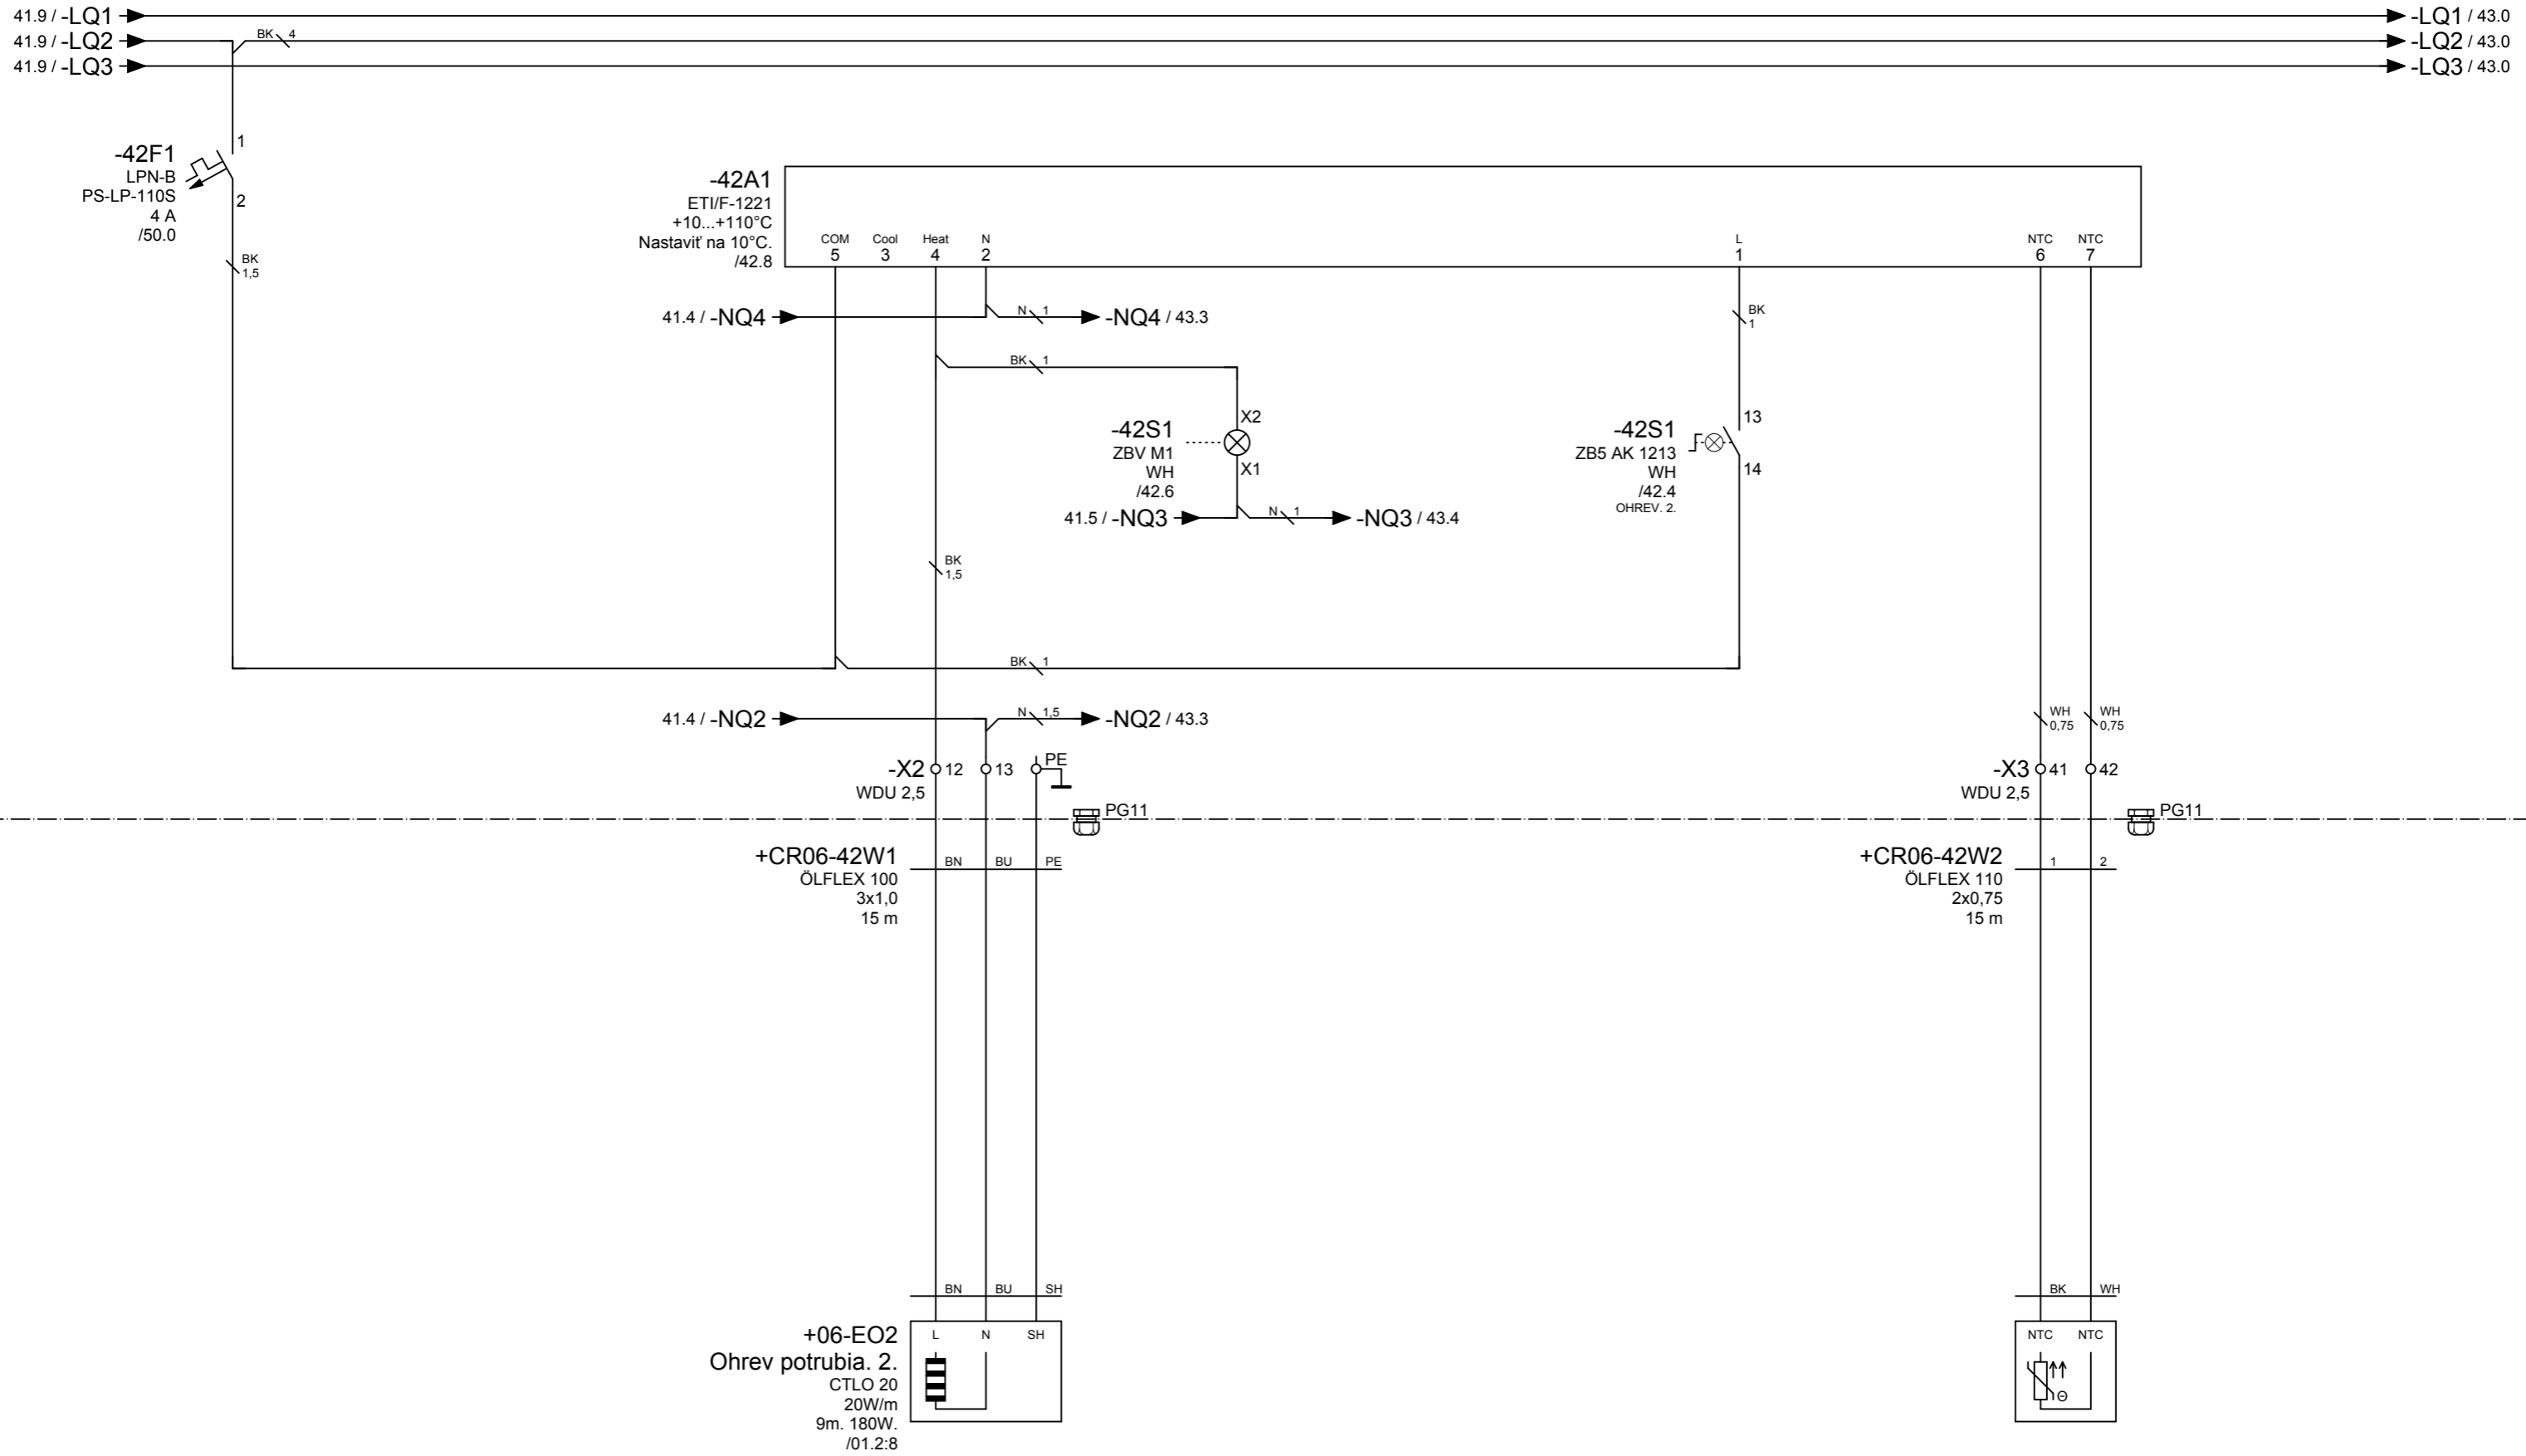 41.9 / -LQ1
-LQ1 / 43.0
41.9 / -LQ2
BK 4
-LQ2 / 43.0
41.9 / -LQ3
-LQ3 / 43.0
1
-42F1
LPN-B
PS-LP-110S
4 A
/50.0
2
BK
1,5
-42A1
ETI/F-1221
+10...+110°C
Nastaviť na 10°C.
/42.8
COM Cool Heat N L NTC NTC
5 3 4 2 1 6 7
41.4 / -NQ4
N 1
-NQ4 / 43.3
BK
1
BK 1
X2
-42S1
ZBV M1
WH
/42.6
X1
13
-42S1
ZB5 AK 1213
WH
/42.4
OHREV. 2.
14
41.5 / -NQ3
N 1
-NQ3 / 43.4
BK
1,5
BK 1
41.4 / -NQ2
N 1,5
-NQ2 / 43.3
WH
0,75
WH
0,75
-X2 12 13 PE
WDU 2,5
-X3 41 42
WDU 2,5
PG11
PG11
+CR06-42W1
ÖLFLEX 100
3x1,0
15 m
BN BU PE
+CR06-42W2
ÖLFLEX 110
2x0,75
15 m
1 2
BN BU SH
BK WH
+06-EO2
Ohrev potrubia. 2.
CTLO 20
20W/m
9m. 180W.
/01.2:8
L N SH
NTC NTC
Θ